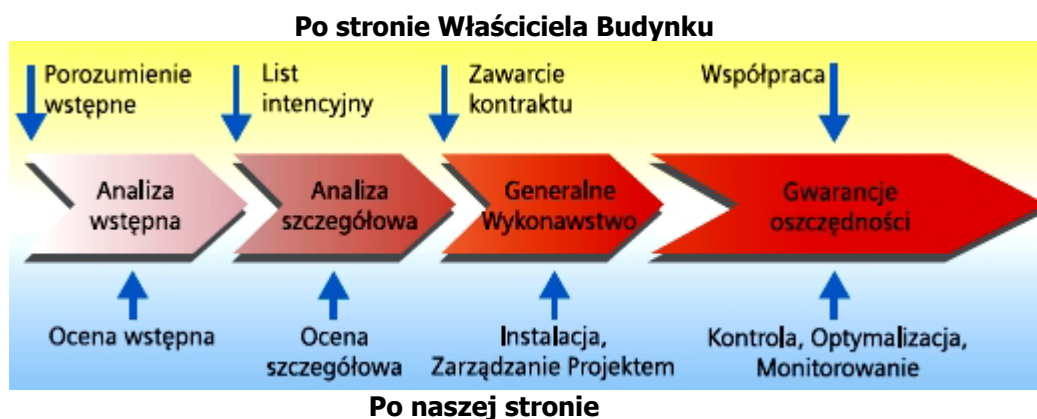 Po stronie Właściciela Budynku
Porozumienie
wstępne
List
intencyjny
Zawarcie
kontraktu
Współpraca
Analiza
wstępna
Analiza
szczegółowa
Generalne
Wykonawstwo
Gwarancje
oszczędności
Ocena wstępna
Ocena
szczegółowa
Instalacja,
Zarządzanie Projektem
Kontrola, Optymalizacja,
Monitorowanie
Po naszej stronie